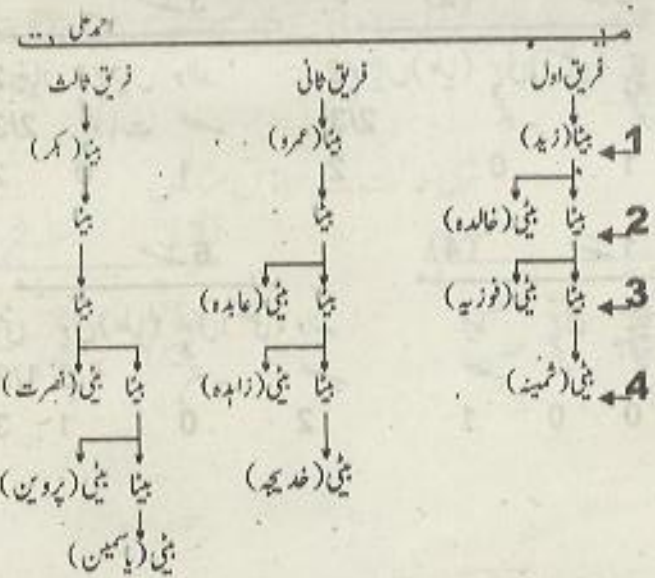 احمد علی
میـــــــت
فریق اول فریق ثانی فریق ثالث
1 بیٹا (زید) بیٹا (عمرو) بیٹا (بکر)
2 بیٹا بیٹی (خالدہ) بیٹا بیٹا
3 بیٹا بیٹی (فوزیہ) بیٹا بیٹی (عابدہ) بیٹا
4 بیٹی (ثمینہ) بیٹا بیٹی (زاہدہ) بیٹا بیٹی (نصرت)
بیٹی (خدیجہ) بیٹا بیٹی (پروین)
بیٹی (یاسمین)